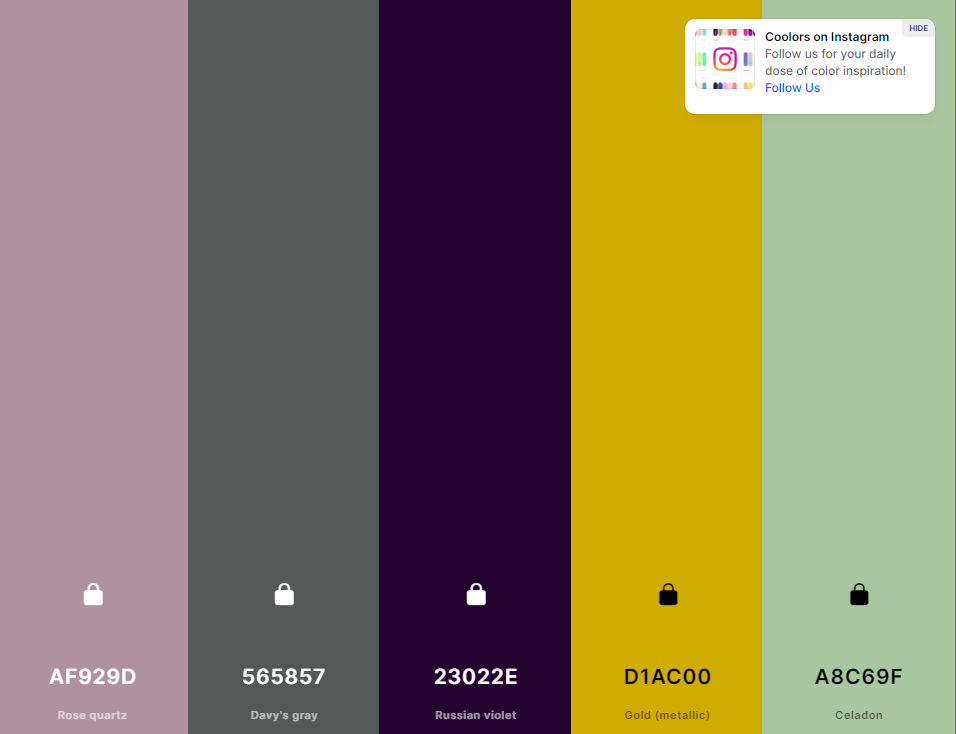 Coolors on Instagram
HIDE
Follow us for your daily
dose of color inspiration!
Follow Us
AF929D
565857
23022E
D1AC00
A8C69F
Rose quartz
Davy's gray
Russian violet
Gold (metallic)
Celadon